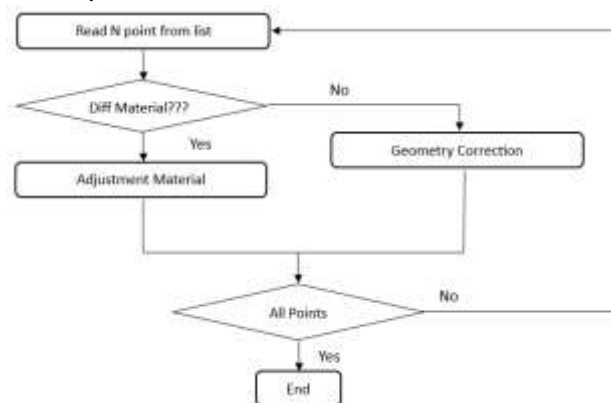 Read N point from list
Diff Material???
No
Yes
Geometry Correction
Adjustment Material
All Points
No
Yes
End